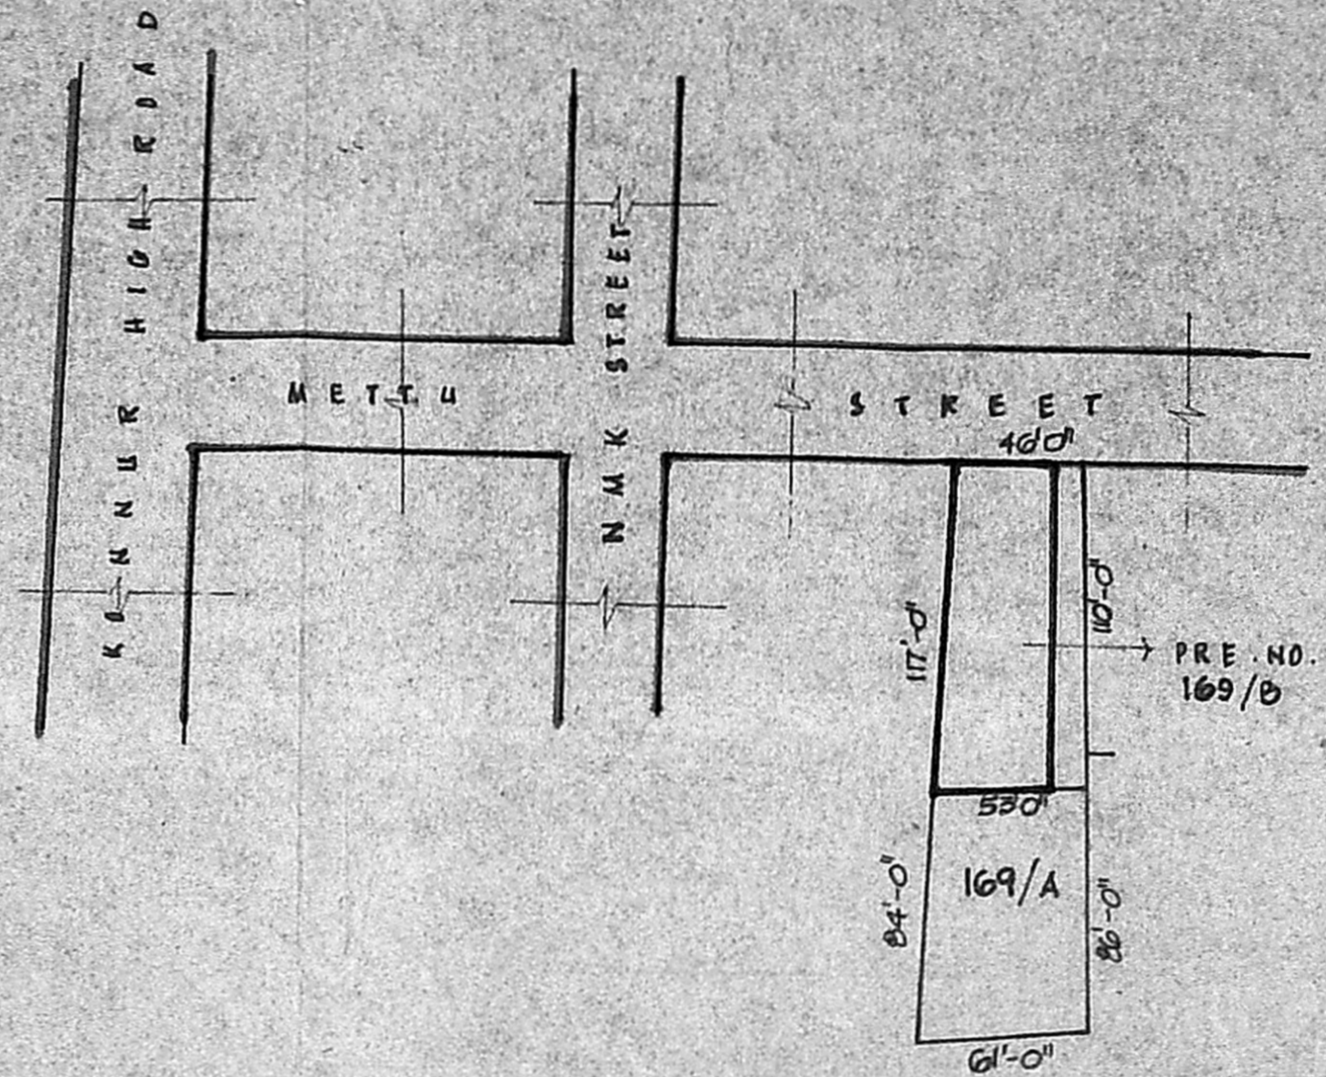 KONNUR HIGH ROAD
NMK STREET
METTU STREET
46'0"
117'-0"
110'-0"
PRE.NO.
169/B
53'0"
169/A
84'-0"
86'-0"
61'-0"